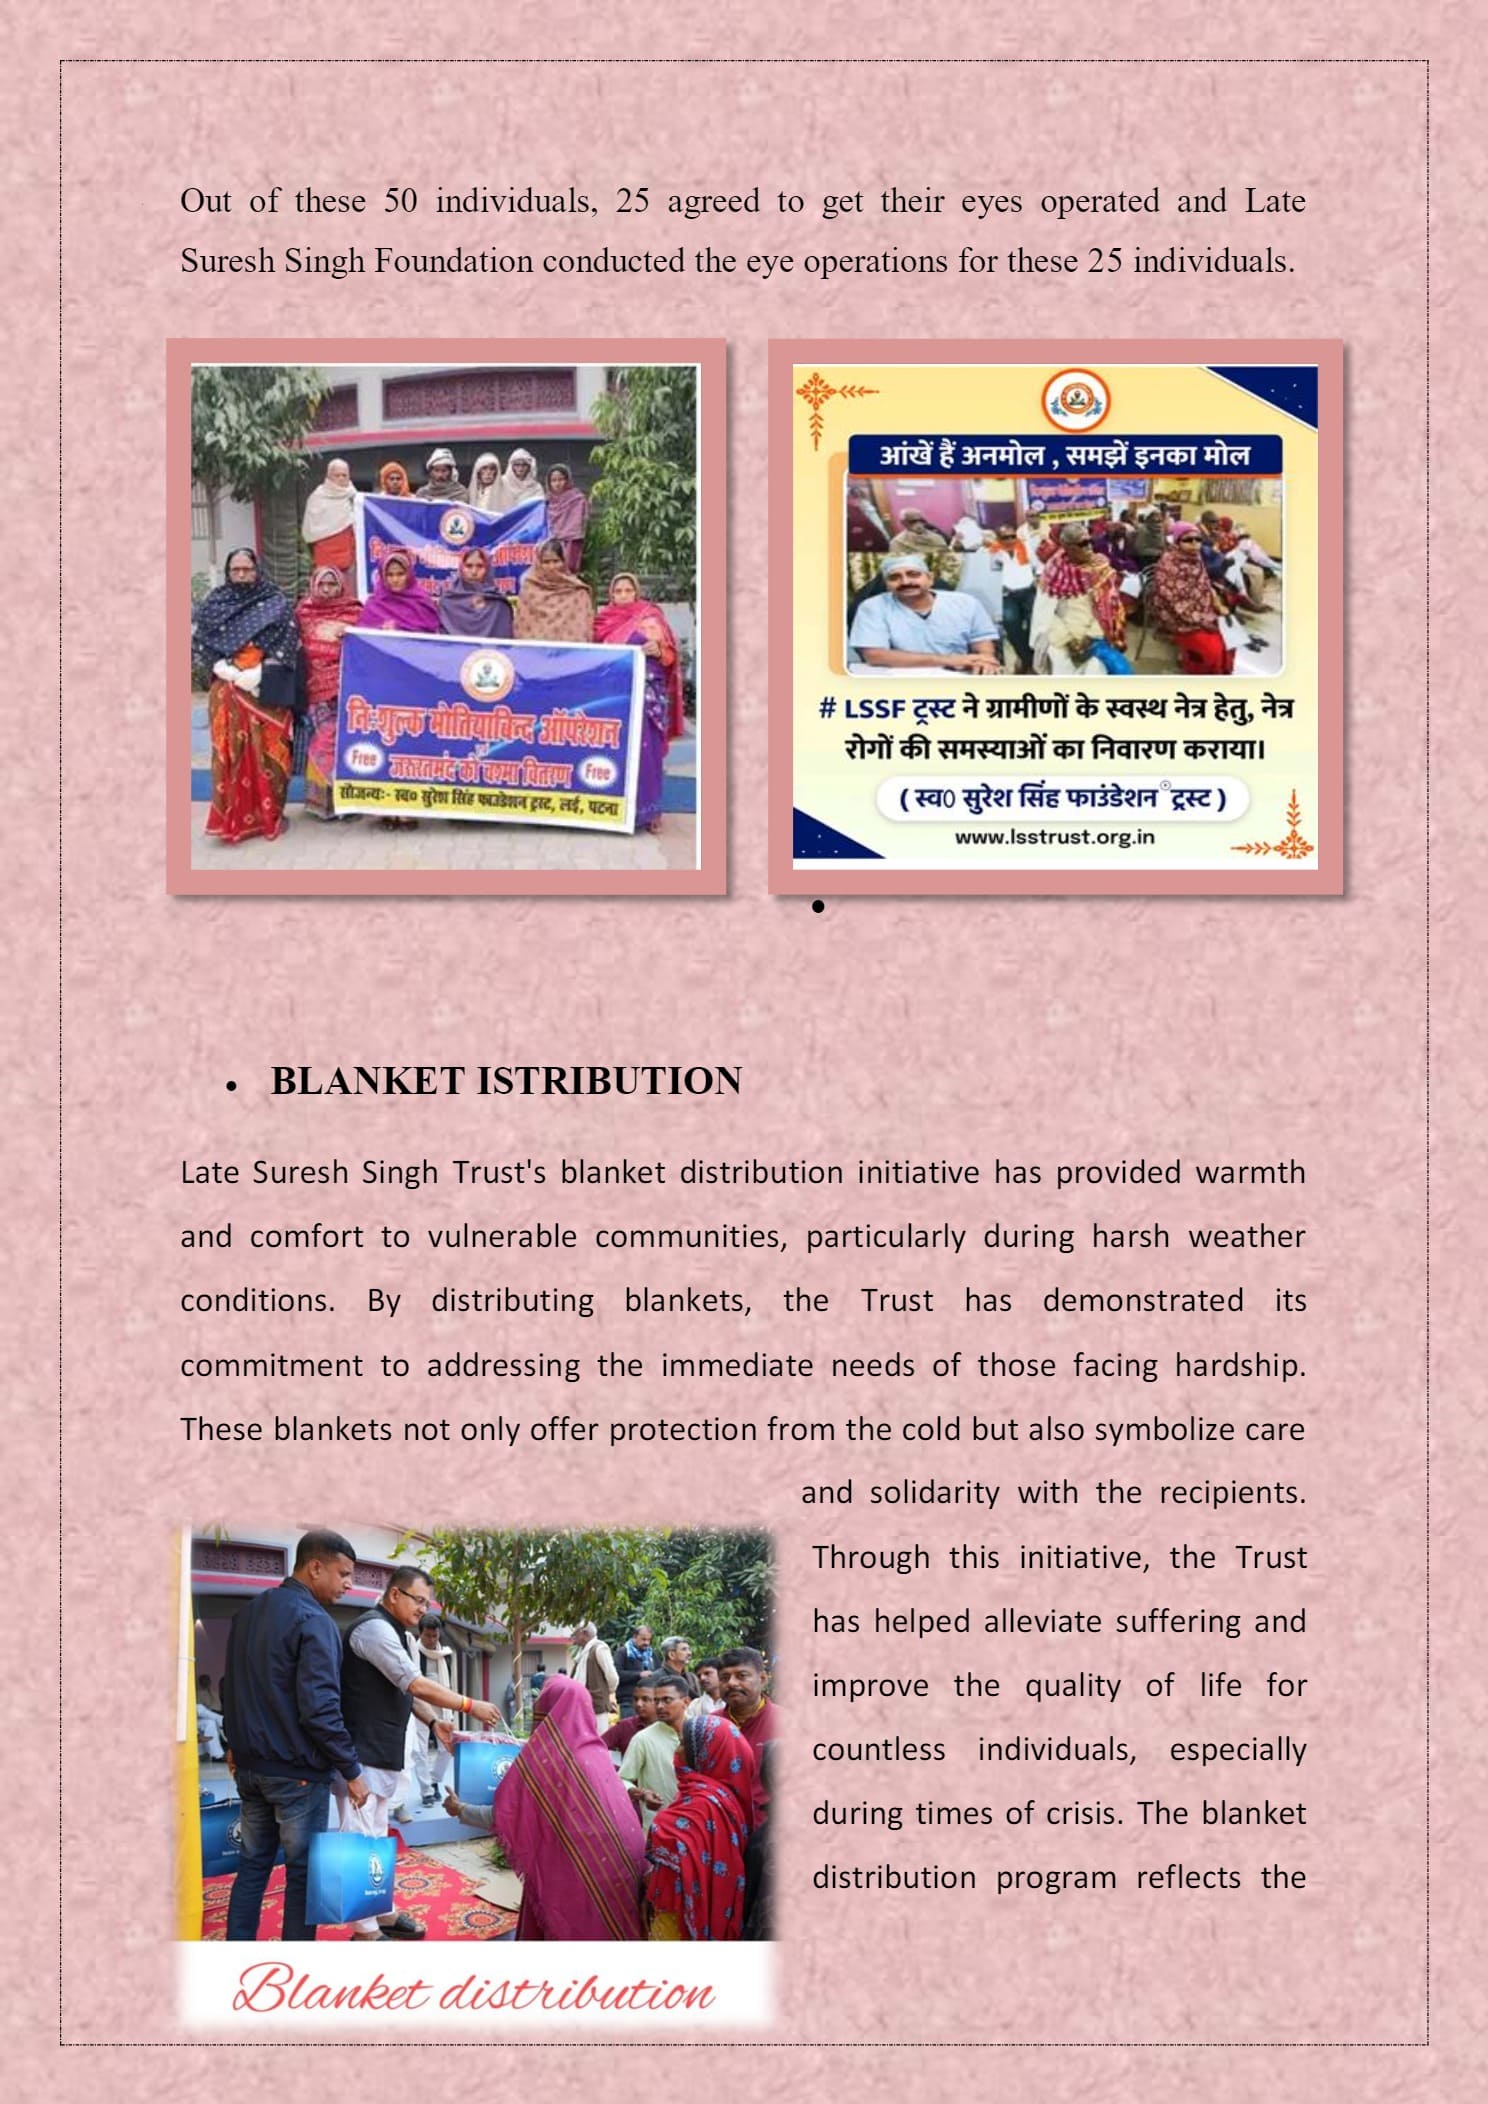 Out of these 50 individuals, 25 agreed to get their eyes operated and Late
Suresh Singh Foundation conducted the eye operations for these 25 individuals.
निःशुल्क मोतियाबिन्द ऑपरेशन
एवं
Free जरूरतमंद को चश्मा वितरण Free
सौजन्यः- स्व० सुरेश सिंह फाउंडेशन ट्रस्ट, लई, पटना
आंखें हैं अनमोल , समझें इनका मोल
# LSSF ट्रस्ट ने ग्रामीणों के स्वस्थ नेत्र हेतु, नेत्र
रोगों की समस्याओं का निवारण कराया।
( स्व0 सुरेश सिंह फाउंडेशन ट्रस्ट )
www.lsstrust.org.in
•
• BLANKET ISTRIBUTION
Late Suresh Singh Trust's blanket distribution initiative has provided warmth
and comfort to vulnerable communities, particularly during harsh weather
conditions. By distributing blankets, the Trust has demonstrated its
commitment to addressing the immediate needs of those facing hardship.
These blankets not only offer protection from the cold but also symbolize care
and solidarity with the recipients.
Through this initiative, the Trust
has helped alleviate suffering and
improve the quality of life for
countless individuals, especially
during times of crisis. The blanket
distribution program reflects the
Blanket distribution